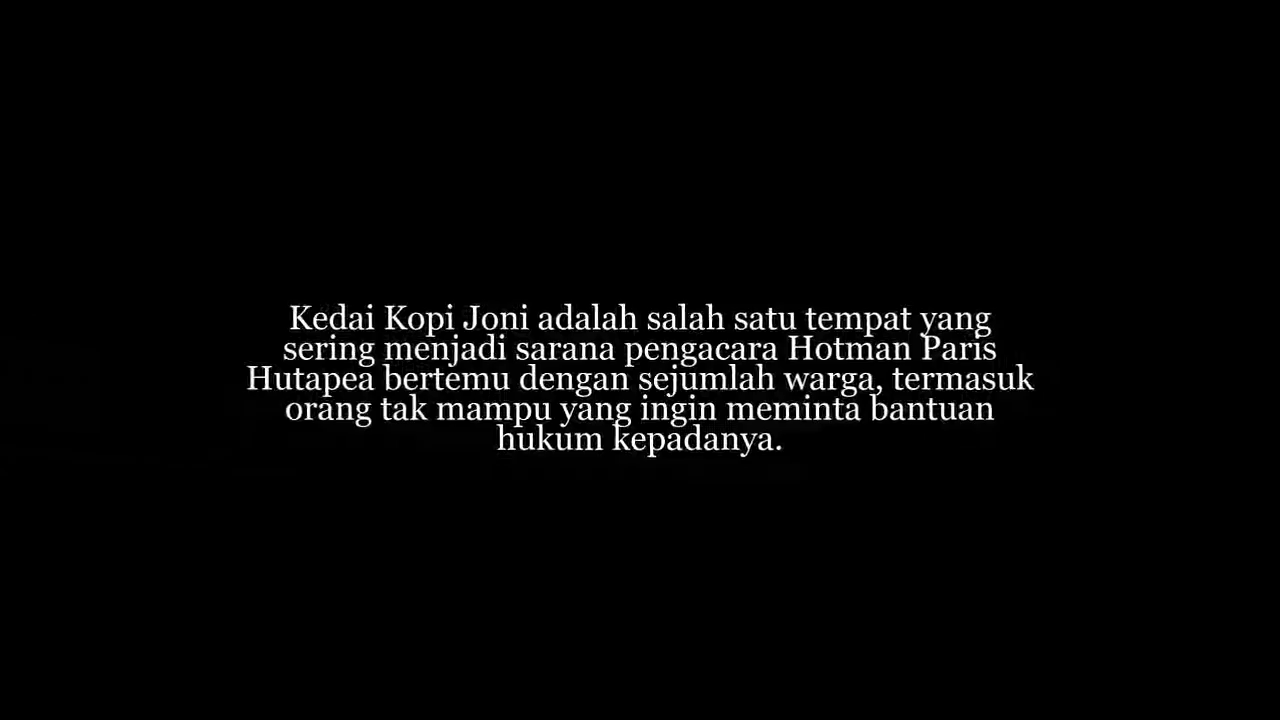 Kedai Kopi Joni adalah salah satu tempat yang
sering menjadi sarana pengacara Hotman Paris
Hutapea bertemu dengan sejumlah warga, termasuk
orang tak mampu yang ingin meminta bantuan
hukum kepadanya.